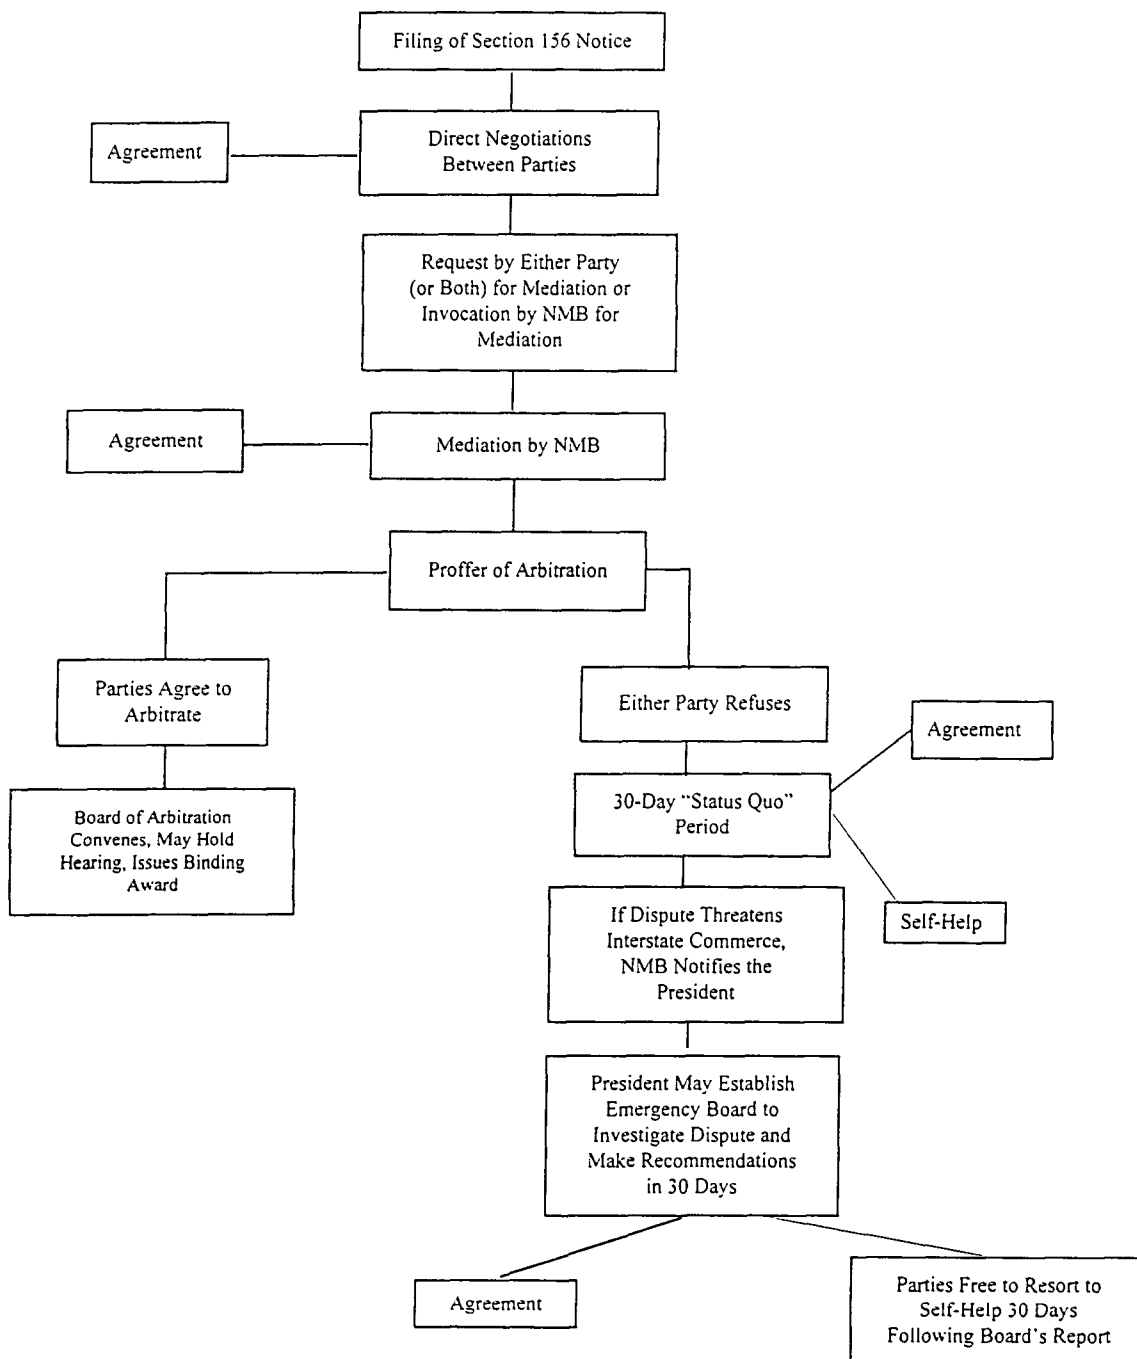 Filing of Section 156 Notice
Agreement
Direct Negotiations
Between Parties
Request by Either Party
(or Both) for Mediation or
Invocation by NMB for
Mediation
Agreement
Mediation by NMB
Proffer of Arbitration
Parties Agree to
Arbitrate
Either Party Refuses
Agreement
Board of Arbitration
Convenes, May Hold
Hearing, Issues Binding
Award
30-Day "Status Quo"
Period
Self-Help
If Dispute Threatens
Interstate Commerce,
NMB Notifies the
President
President May Establish
Emergency Board to
Investigate Dispute and
Make Recommendations
in 30 Days
Agreement
Parties Free to Resort to
Self-Help 30 Days
Following Board's Report